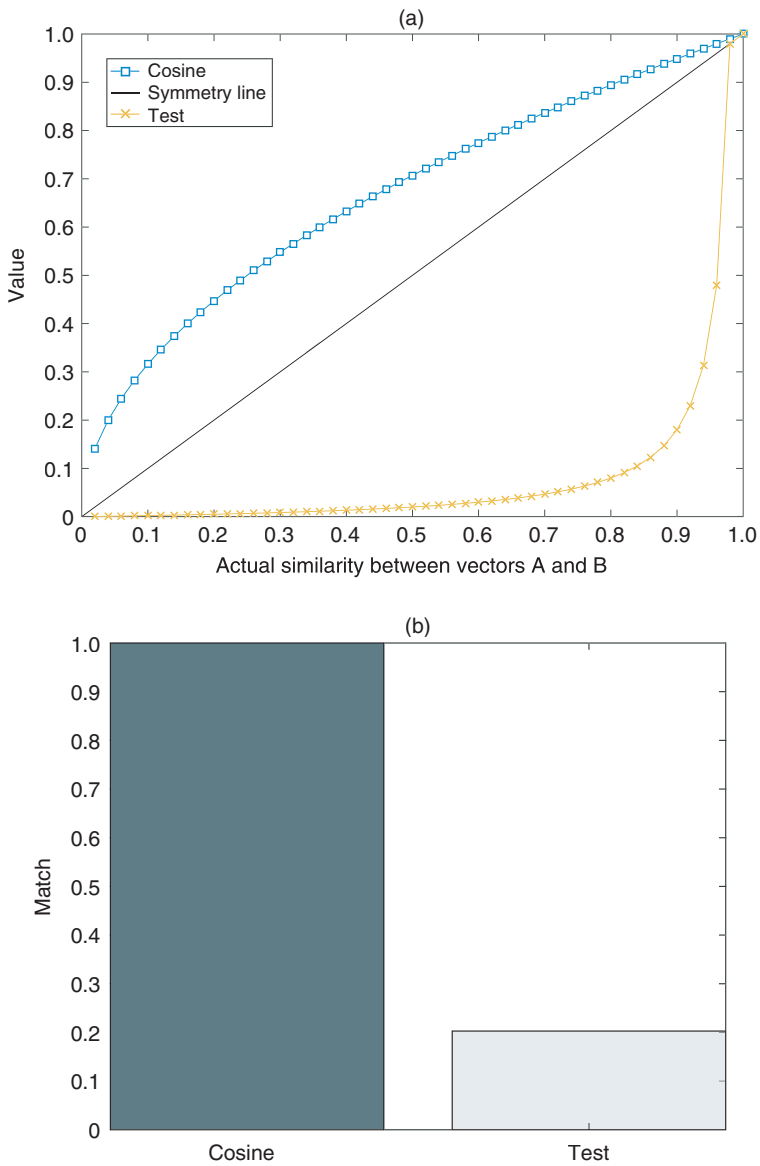 (a)
1.0
0.9
0.8
0.7
0.6
0.5
0.4
0.3
0.2
0.1
0
Value
Cosine
Symmetry line
Test
0 0.1 0.2 0.3 0.4 0.5 0.6 0.7 0.8 0.9 1.0
Actual similarity between vectors A and B
(b)
1.0
0.9
0.8
0.7
0.6
0.5
0.4
0.3
0.2
0.1
0
Match
Cosine Test